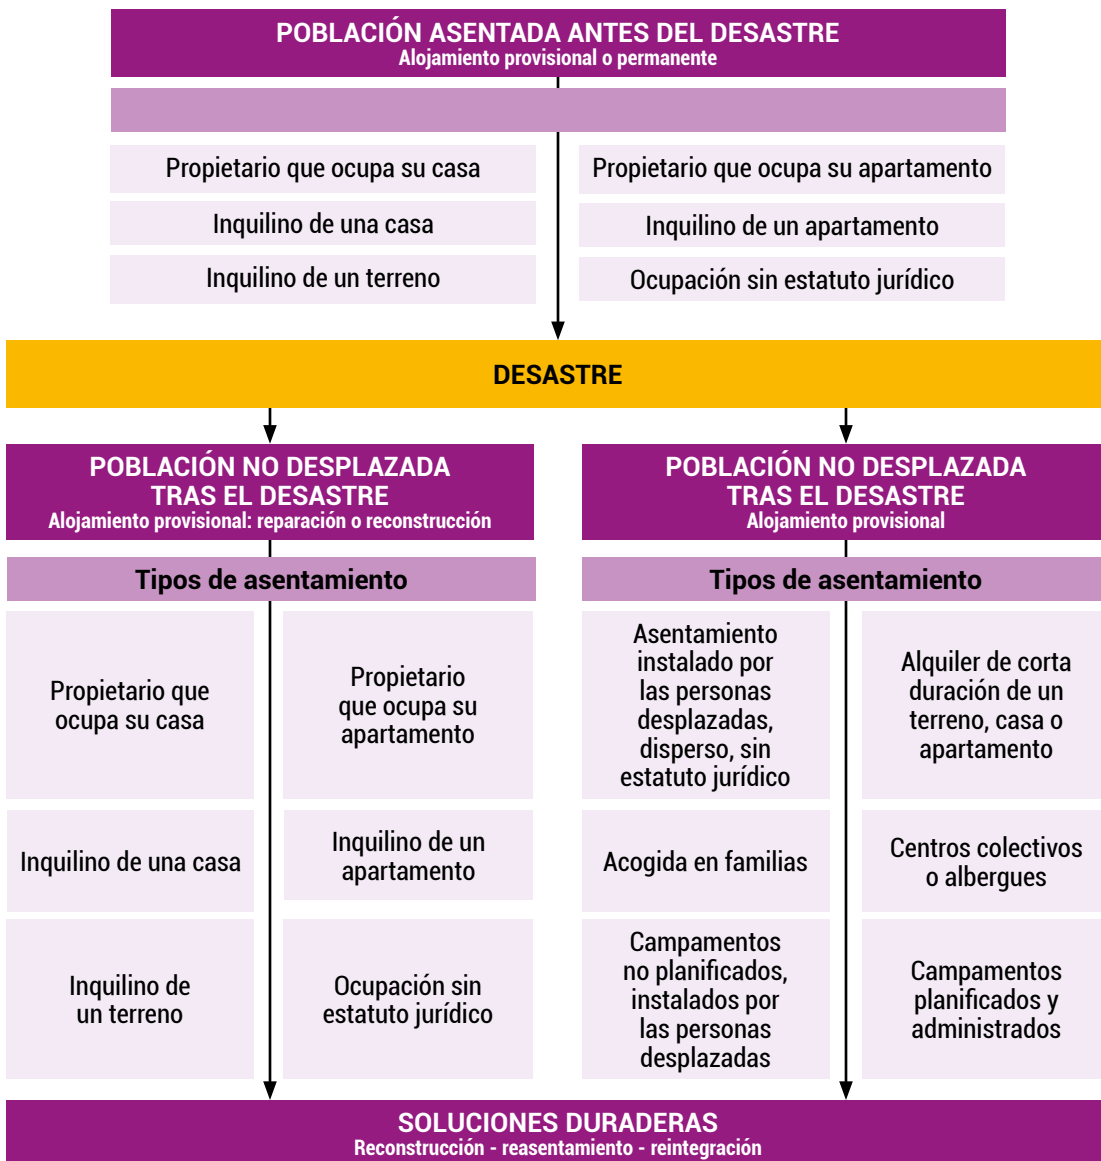 POBLACIÓN ASENTADA ANTES DEL DESASTRE
Alojamiento provisional o permanente
Propietario que ocupa su casa
Propietario que ocupa su apartamento
Inquilino de una casa
Inquilino de un apartamento
Inquilino de un terreno
Ocupación sin estatuto jurídico
DESASTRE
POBLACIÓN NO DESPLAZADA
TRAS EL DESASTRE
Alojamiento provisional: reparación o reconstrucción
Tipos de asentamiento
Propietario que
ocupa su casa
Propietario
que ocupa su
apartamento
Inquilino de una casa
Inquilino de un
apartamento
Inquilino de
un terreno
Ocupación sin
estatuto jurídico
POBLACIÓN NO DESPLAZADA
TRAS EL DESASTRE
Alojamiento provisional
Tipos de asentamiento
Asentamiento
instalado por
las personas
desplazadas,
disperso, sin
estatuto jurídico
Alquiler de corta
duración de un
terreno, casa o
apartamento
Acogida en familias
Centros colectivos
o albergues
Campamentos
no planificados,
instalados por
las personas
desplazadas
Campamentos
planificados y
administrados
SOLUCIONES DURADERAS
Reconstrucción - reasentamiento - reintegración